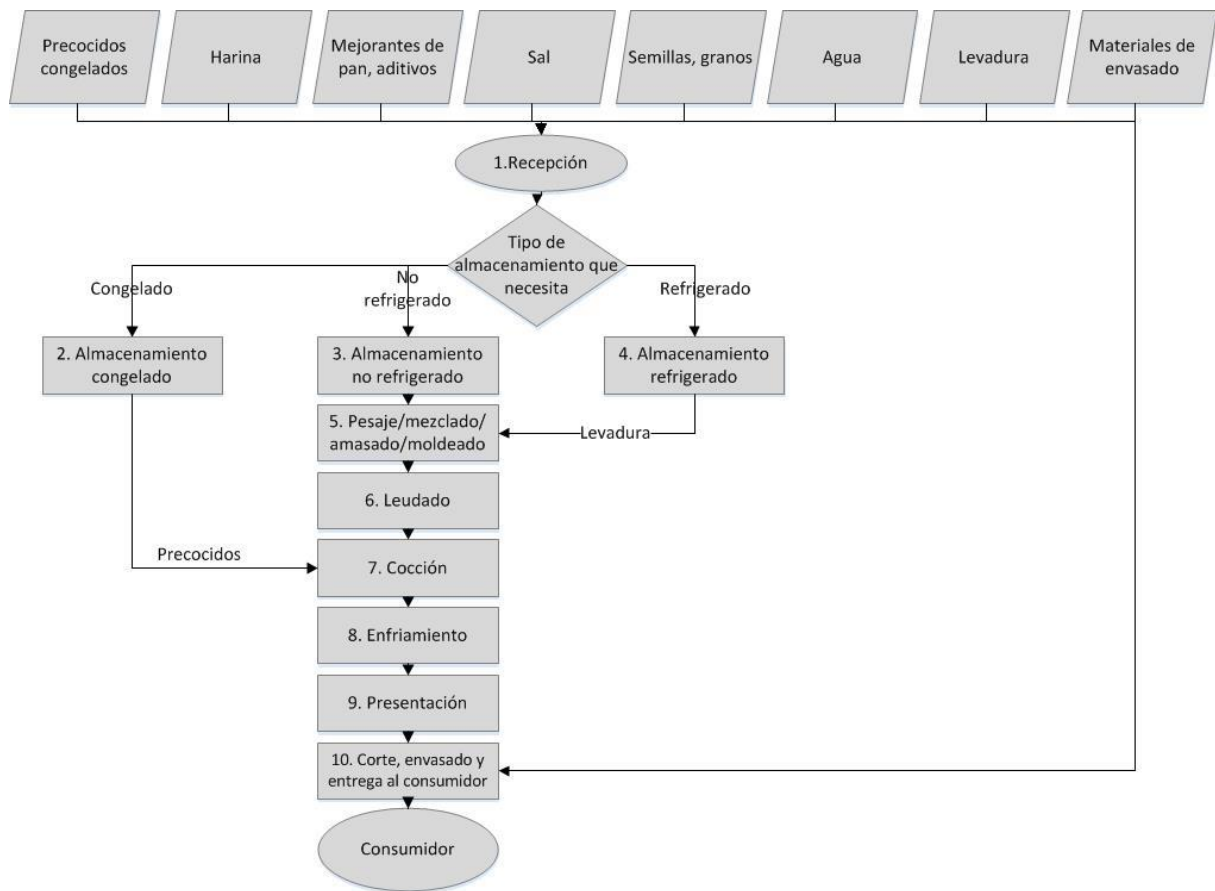 Precocidos
congelados
Harina
Mejorantes de
pan, aditivos
Sal
Semillas, granos
Agua
Levadura
Materiales de
envasado
1.Recepción
Tipo de
almacenamiento que
necesita
Congelado
No
refrigerado
Refrigerado
2. Almacenamiento
congelado
3. Almacenamiento
no refrigerado
4. Almacenamiento
refrigerado
5. Pesaje/mezclado/
amasado/moldeado
Levadura
6. Leudado
Precocidos
7. Cocción
8. Enfriamiento
9. Presentación
10. Corte, envasado y
entrega al consumidor
Consumidor